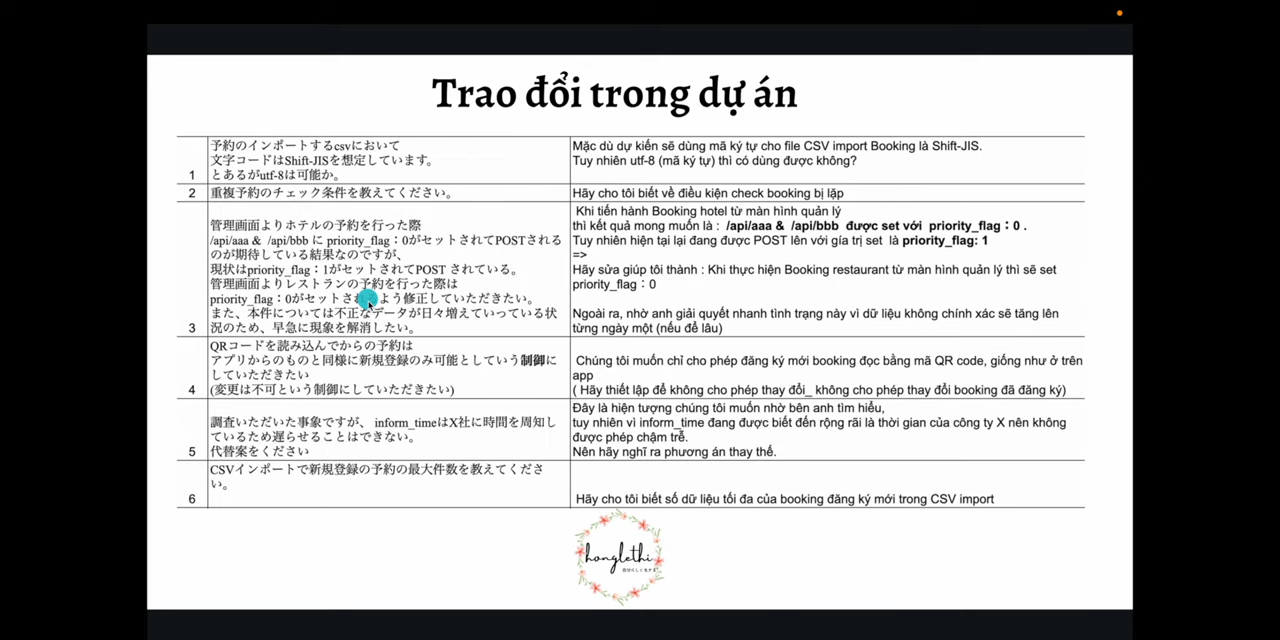 Trao đổi trong dự án
予約のインポートするcsvにおいて
文字コードはShift-JISを想定しています。
とあるがutf-8は可能か。
1
Mặc dù dự kiến sẽ dùng mã ký tự cho file CSV import Booking là Shift-JIS.
Tuy nhiên utf-8 (mã ký tự) thì có dùng được không?
2
重複予約のチェック条件を教えてください。
Hãy cho tôi biết về điều kiện check booking bị lặp
管理画面よりホテルの予約を行った際
/api/aaa & /api/bbb に priority_flag：0がセットされてPOSTされる
のが期待している結果なのですが、
現状はpriority_flag：1がセットされてPOST されている。
管理画面よりレストランの予約を行った際は
priority_flag：0がセットされ よう修正していただきたい。
また、本件については不正なデータが日々増えていっている状
況のため、早急に現象を解消したい。
3
Khi tiến hành Booking hotel từ màn hình quản lý
thì kết quả mong muốn là : /api/aaa & /api/bbb được set với priority_flag：0 .
Tuy nhiên hiện tại lại đang được POST lên với gía trị set là priority_flag: 1
=>
Hãy sửa giúp tôi thành : Khi thực hiện Booking restaurant từ màn hình quản lý thì sẽ set
priority_flag：0
Ngoài ra, nhờ anh giải quyết nhanh tình trạng này vì dữ liệu không chính xác sẽ tăng lên
từng ngày một (nếu để lâu)
QRコードを読み込んでからの予約は
アプリからのものと同様に新規登録のみ可能としていう制御に
していただきたい
(変更は不可という制御にしていただきたい)
4
Chúng tôi muốn chỉ cho phép đăng ký mới booking đọc bằng mã QR code, giống như ở trên
app
( Hãy thiết lập để không cho phép thay đổi_ không cho phép thay đổi booking đã đăng ký)
調査いただいた事象ですが、 inform_timeはX社に時間を周知し
ているため遅らせることはできない。
代替案をください
5
Đây là hiện tượng chúng tôi muốn nhờ bên anh tìm hiểu,
tuy nhiên vì inform_time đang được biết đến rộng rãi là thời gian của công ty X nên không
được phép chậm trễ.
Nên hãy nghĩ ra phương án thay thế.
CSVインポートで新規登録の予約の最大件数を教えてくださ
い。
6
Hãy cho tôi biết số dữ liệu tối đa của booking đăng ký mới trong CSV import
honglethi